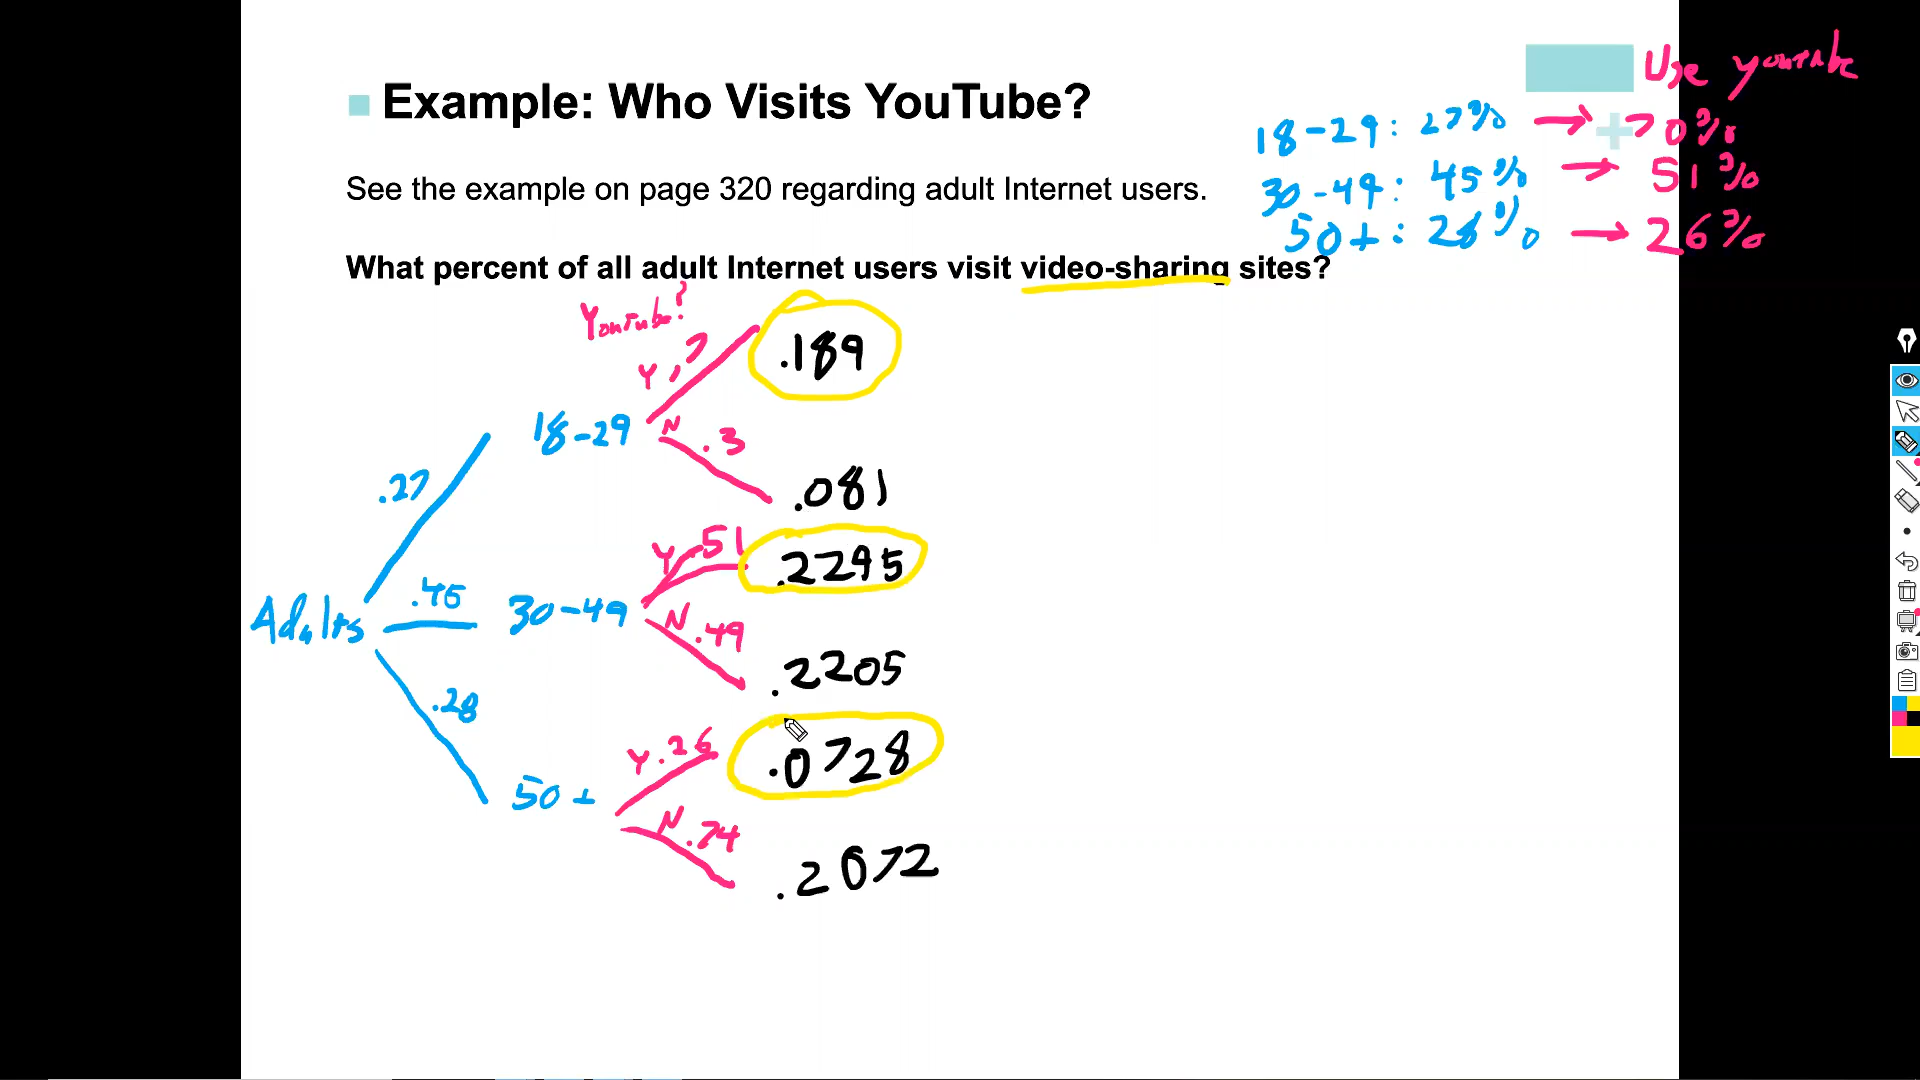 Use youtube
Example: Who Visits YouTube?
18-29: 27% → 70%
See the example on page 320 regarding adult Internet users.
30-49: 45% → 51%
50+: 28% → 26%
What percent of all adult Internet users visit video-sharing sites?
Youtube?
Y .7
.189
18-29
N .3
.27
.081
Y .51
.2295
.45
30-49
Adults
N .49
.2205
.28
Y .26
.0728
50+
N .74
.2072